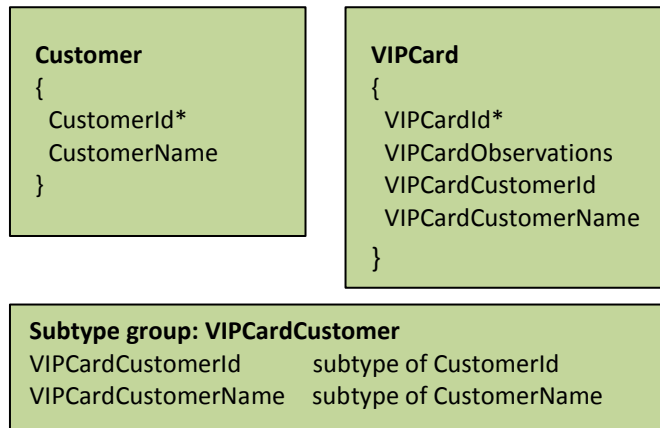 Customer
{
CustomerId*
CustomerName
}
VIPCard
{
VIPCardId*
VIPCardObservations
VIPCardCustomerId
VIPCardCustomerName
}
Subtype group: VIPCardCustomer
VIPCardCustomerId subtype of CustomerId
VIPCardCustomerName subtype of CustomerName